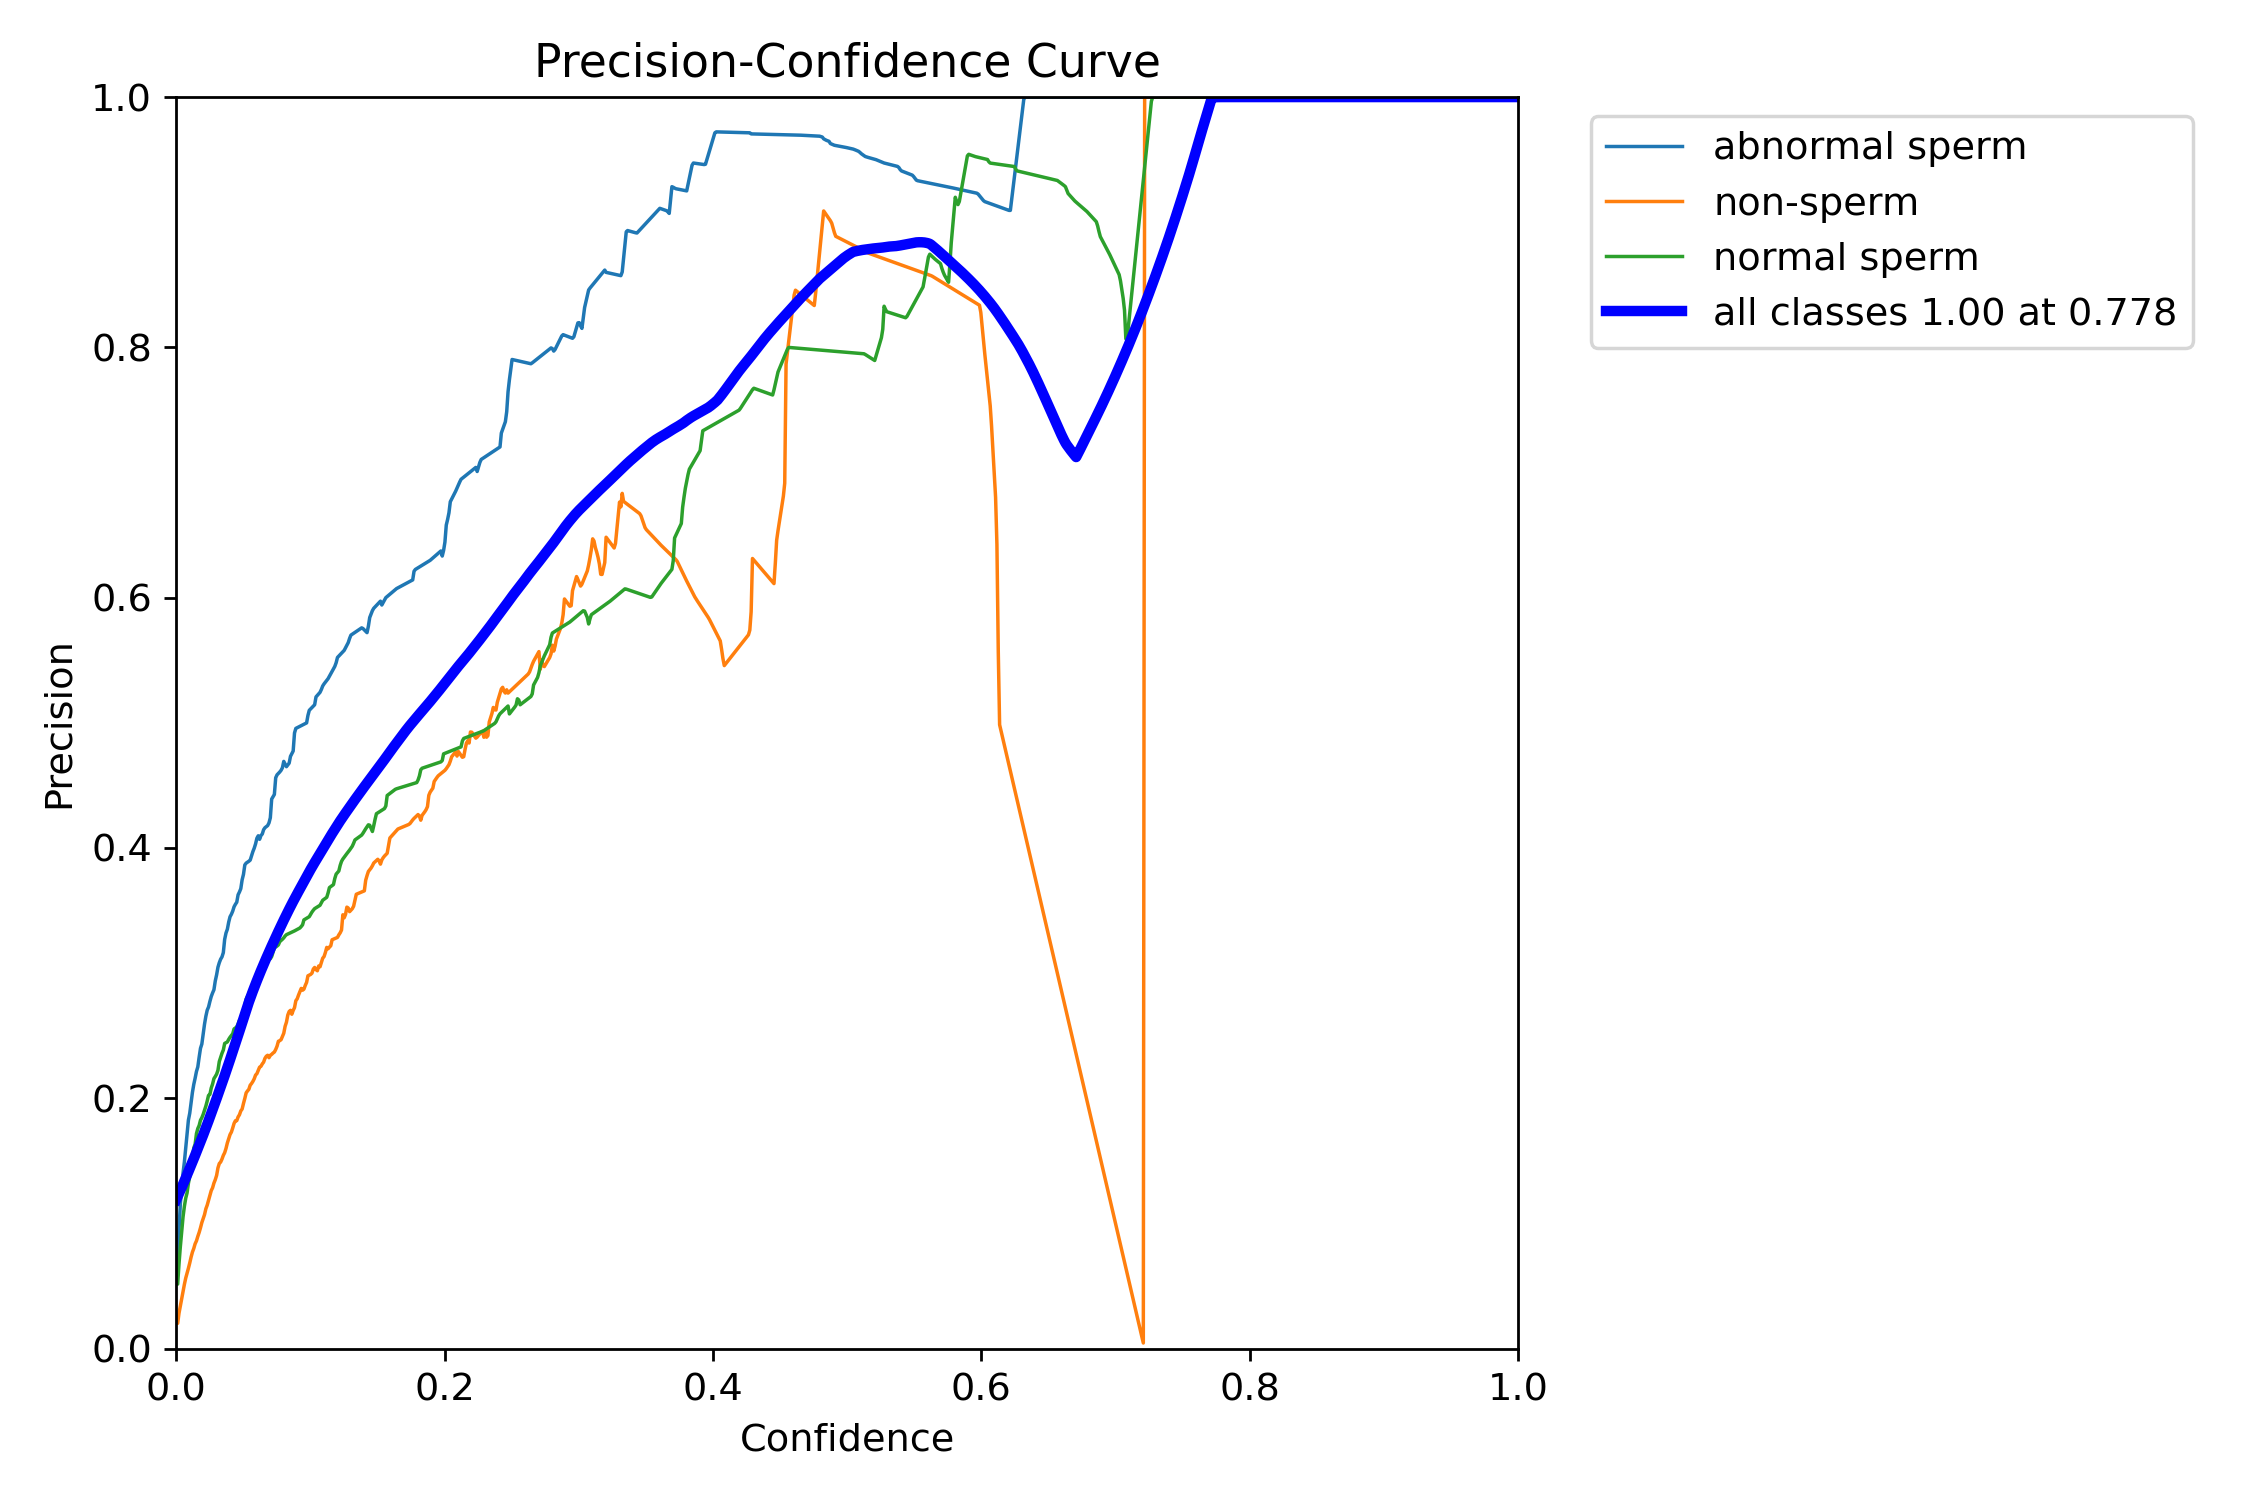 Precision-Confidence Curve
1.0
0.8
0.6
0.4
0.2
0.0
Precision
0.0 0.2 0.4 0.6 0.8 1.0
Confidence
abnormal sperm
non-sperm
normal sperm
all classes 1.00 at 0.778